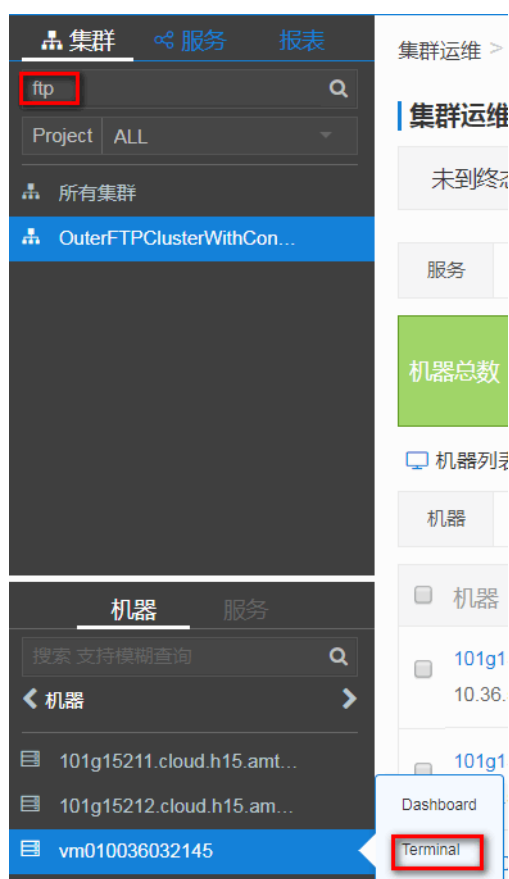 集群 服务 报表
ftp
Project ALL
所有集群
OuterFTPClusterWithCon...
机器 服务
搜索 支持模糊查询
机器
101g15211.cloud.h15.amt...
101g15212.cloud.h15.am...
vm010036032145
Dashboard
Terminal
集群运维 >
集群运维
未到终态
服务
机器总数
机器列表
机器
机器
101g1
10.36.
101g1